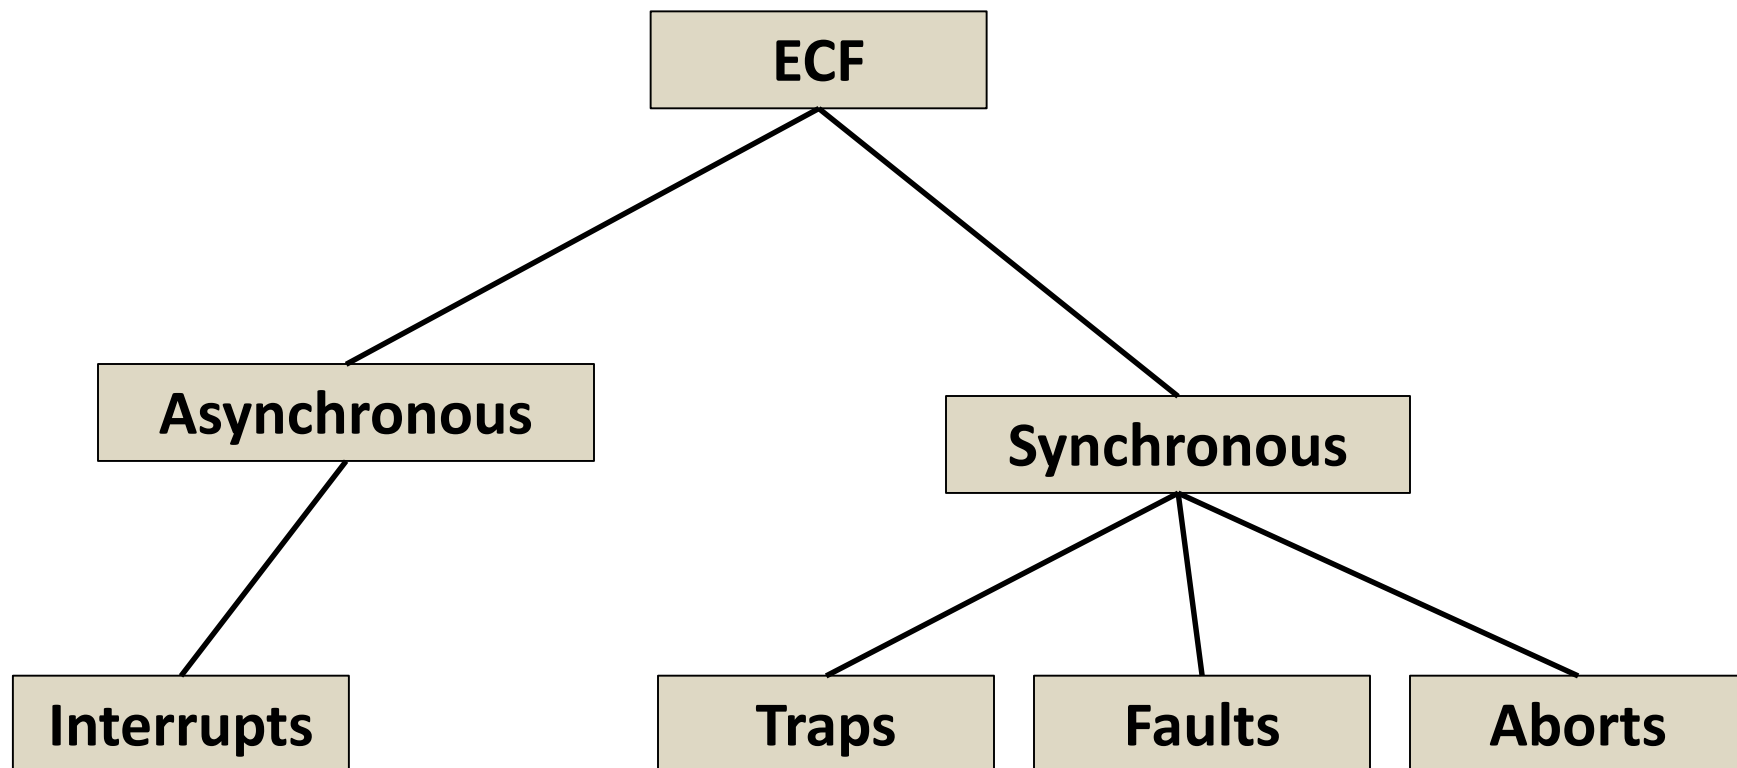 ECF
Asynchronous
Synchronous
Interrupts
Traps
Faults
Aborts